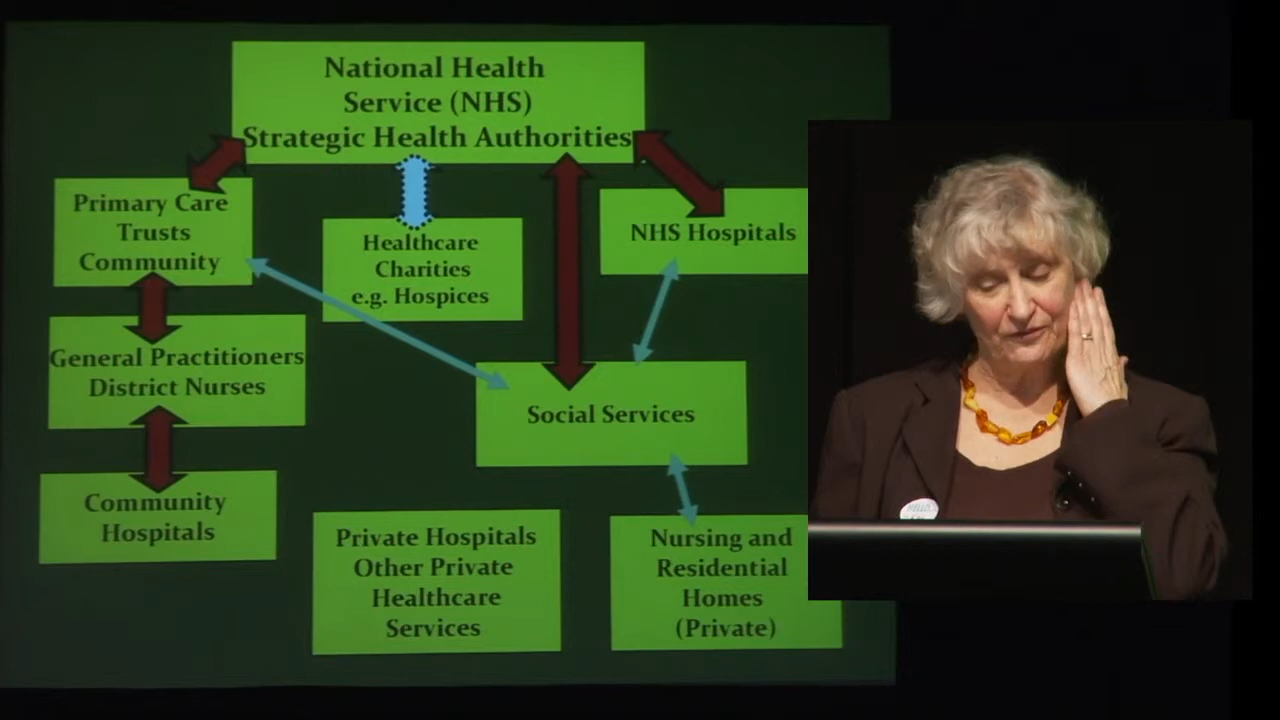 National Health
Service (NHS)
Strategic Health Authorities
Primary Care
Trusts
Community
Healthcare
Charities
e.g. Hospices
NHS Hospitals
General Practitioners
District Nurses
Social Services
Community
Hospitals
Private Hospitals
Other Private
Healthcare
Services
Nursing and
Residential
Homes
(Private)
HELLO